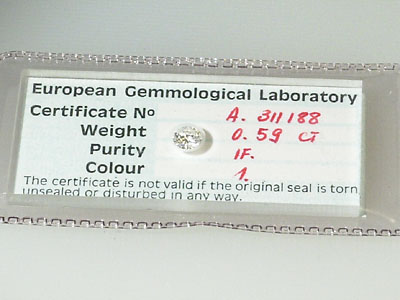 European Gemmological Laboratory
Certificate No A. 311188
Weight 0.59 CT
Purity IF.
Colour 1.
The certificate is not valid if the original seal is torn
unsealed or disturbed in any way.